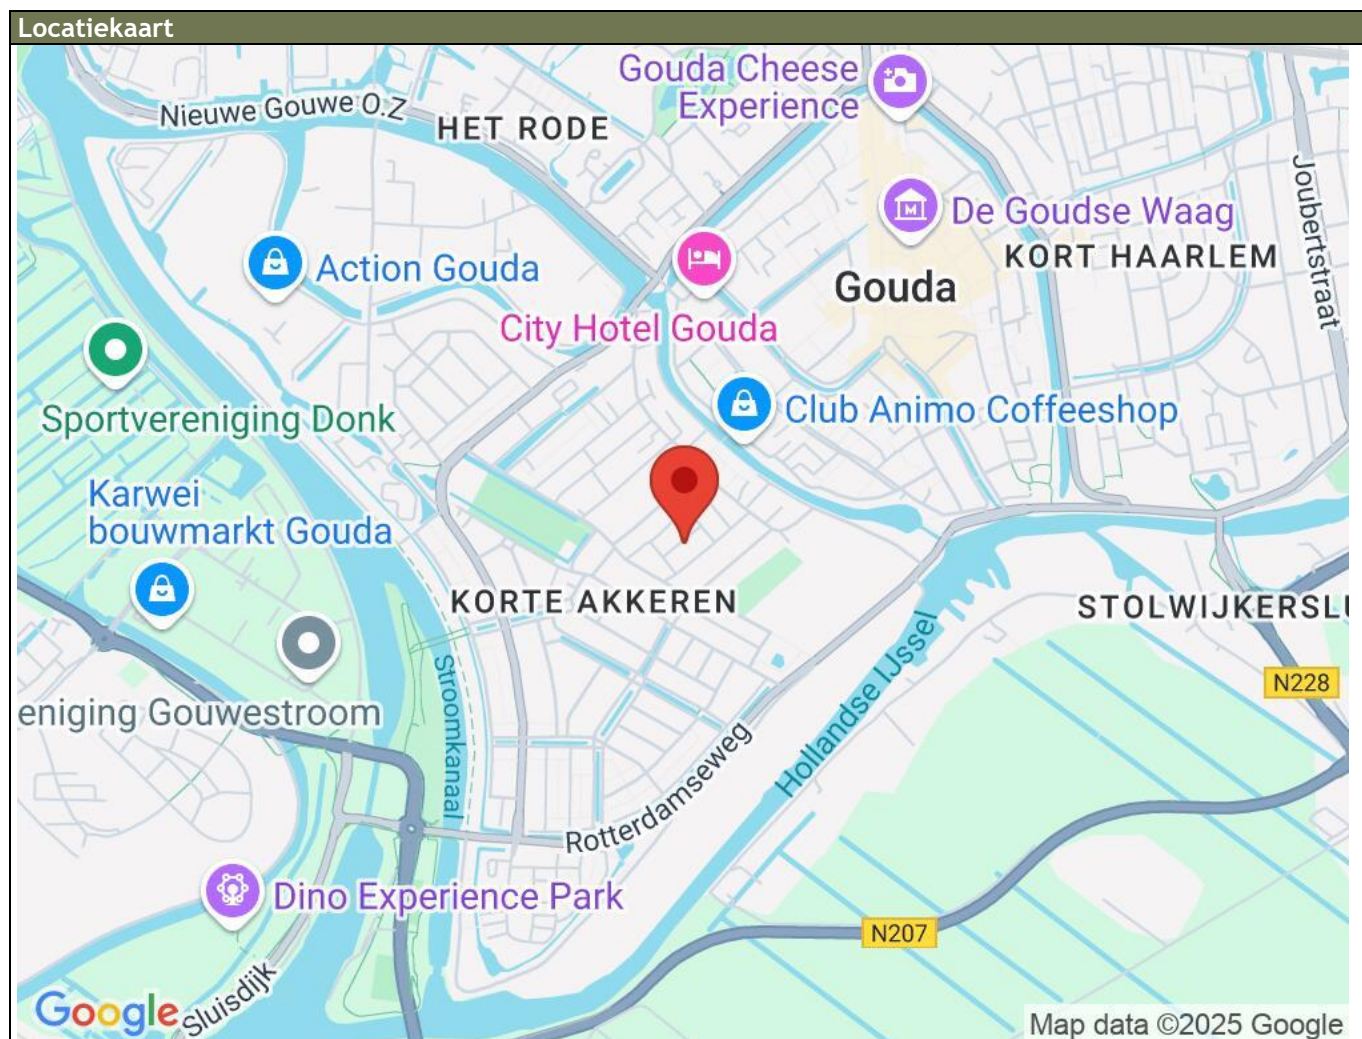 Locatiekaart
Gouda Cheese
Experience
Nieuwe Gouwe O.Z
HET RODE
Joubertstraat
De Goudse Waag
KORT HAARLEM
Action Gouda
Gouda
City Hotel Gouda
Sportvereniging Donk
Club Animo Coffeeshop
Karwei
bouwmarkt Gouda
KORTE AKKEREN
STOLWIJKERSLU
Hollandse IJssel
Stroomkanaal
N228
eniging Gouwestroom
Rotterdamseweg
Dino Experience Park
N207
Sluisdijk
Google
Map data ©2025 Google